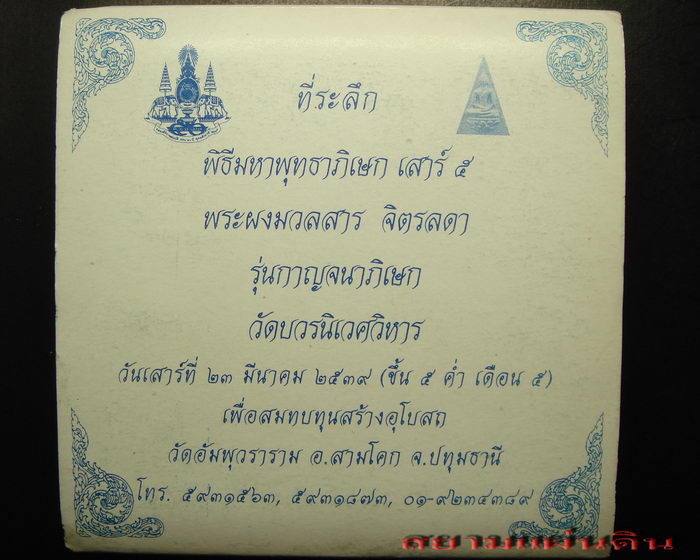 ที่ระลึก
พิธีมหาพุทธาภิเษก เสาร์ ๕
พระผงมวลสาร จิตรลดา
รุ่นกาญจนาภิเษก
วัดบวรนิเวศวิหาร
วันเสาร์ที่ ๒๓ มีนาคม ๒๕๓๙ (ขึ้น ๕ ค่ำ เดือน ๕)
เพื่อสมทบทุนสร้างอุโบสถ
วัดอัมพุวราราม อ.สามโคก จ.ปทุมธานี
โทร. ๕๙๓๑๕๖๓, ๕๙๓๑๘๗๓, ๐๑-๙๒๓๔๓๘๙
สยามแผ่นดิน